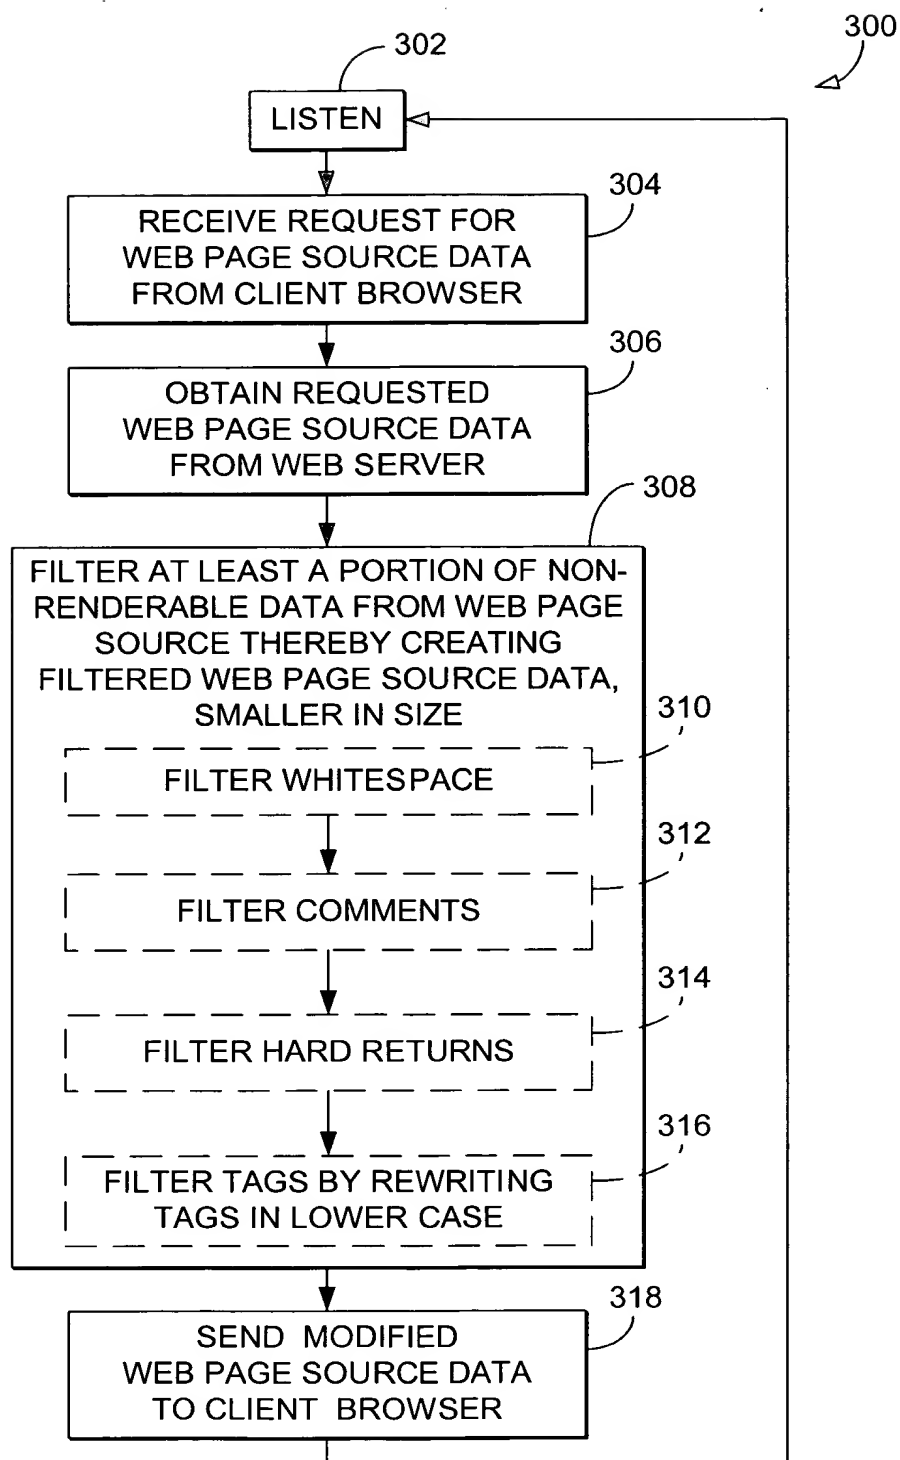 300
302
LISTEN
304
RECEIVE REQUEST FOR
WEB PAGE SOURCE DATA
FROM CLIENT BROWSER
306
OBTAIN REQUESTED
WEB PAGE SOURCE DATA
FROM WEB SERVER
308
FILTER AT LEAST A PORTION OF NON-
RENDERABLE DATA FROM WEB PAGE
SOURCE THEREBY CREATING
FILTERED WEB PAGE SOURCE DATA,
SMALLER IN SIZE
310
FILTER WHITESPACE
312
FILTER COMMENTS
314
FILTER HARD RETURNS
316
FILTER TAGS BY REWRITING
TAGS IN LOWER CASE
318
SEND MODIFIED
WEB PAGE SOURCE DATA
TO CLIENT BROWSER